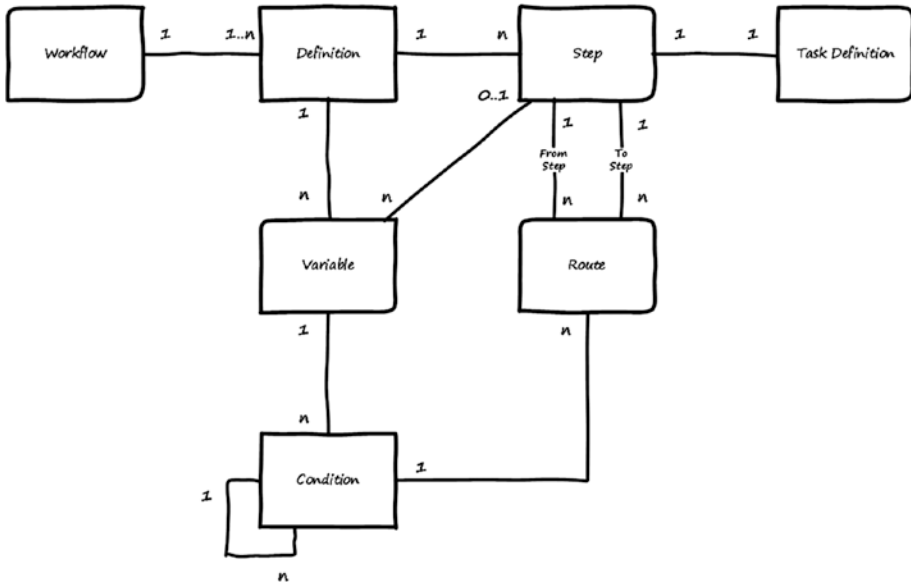 Workflow
1
1..n
Definition
1
n
Step
1
1
Task Definition
0..1
1
1
1
From
Step
To
Step
n
n
n
n
Variable
Route
1
n
n
Condition
1
1
n